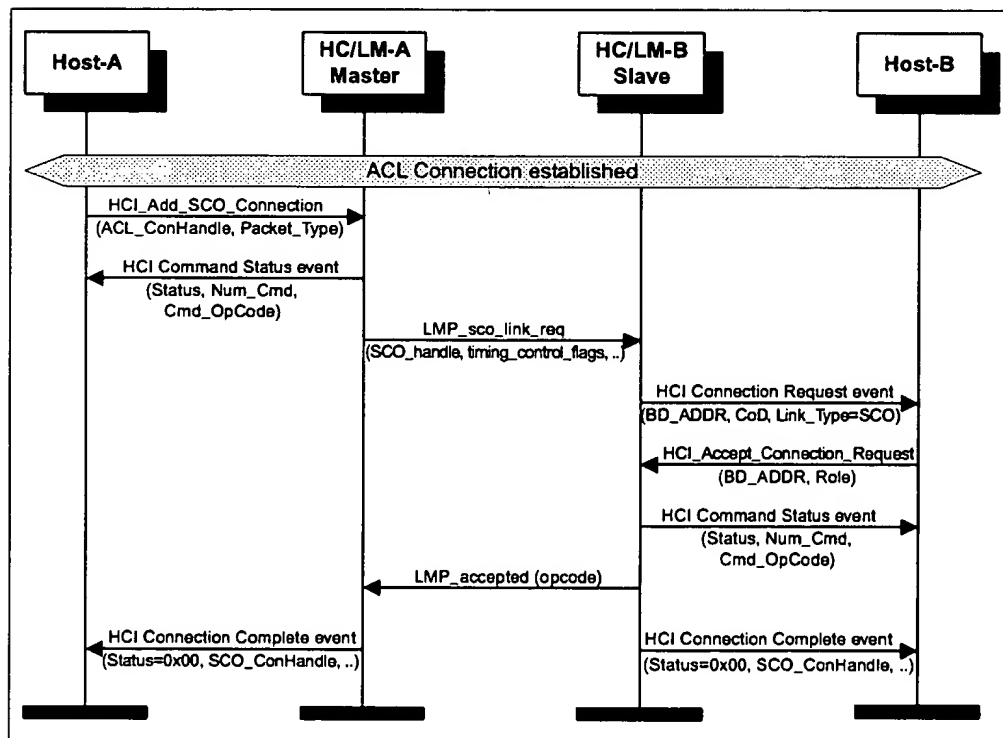 Host-A
HC/LM-A
Master
HC/LM-B
Slave
Host-B
ACL Connection established
HCI_Add_SCO_Connection
(ACL_ConHandle, Packet_Type)
HCI Command Status event
(Status, Num_Cmd,
Cmd_OpCode)
LMP_sco_link_req
(SCO_handle, timing_control_flags, ..)
HCI Connection Request event
(BD_ADDR, CoD, Link_Type=SCO)
HCI_Accept_Connection_Request
(BD_ADDR, Role)
HCI Command Status event
(Status, Num_Cmd,
Cmd_OpCode)
LMP_accepted (opcode)
HCI Connection Complete event
(Status=0x00, SCO_ConHandle, ..)
HCI Connection Complete event
(Status=0x00, SCO_ConHandle, ..)